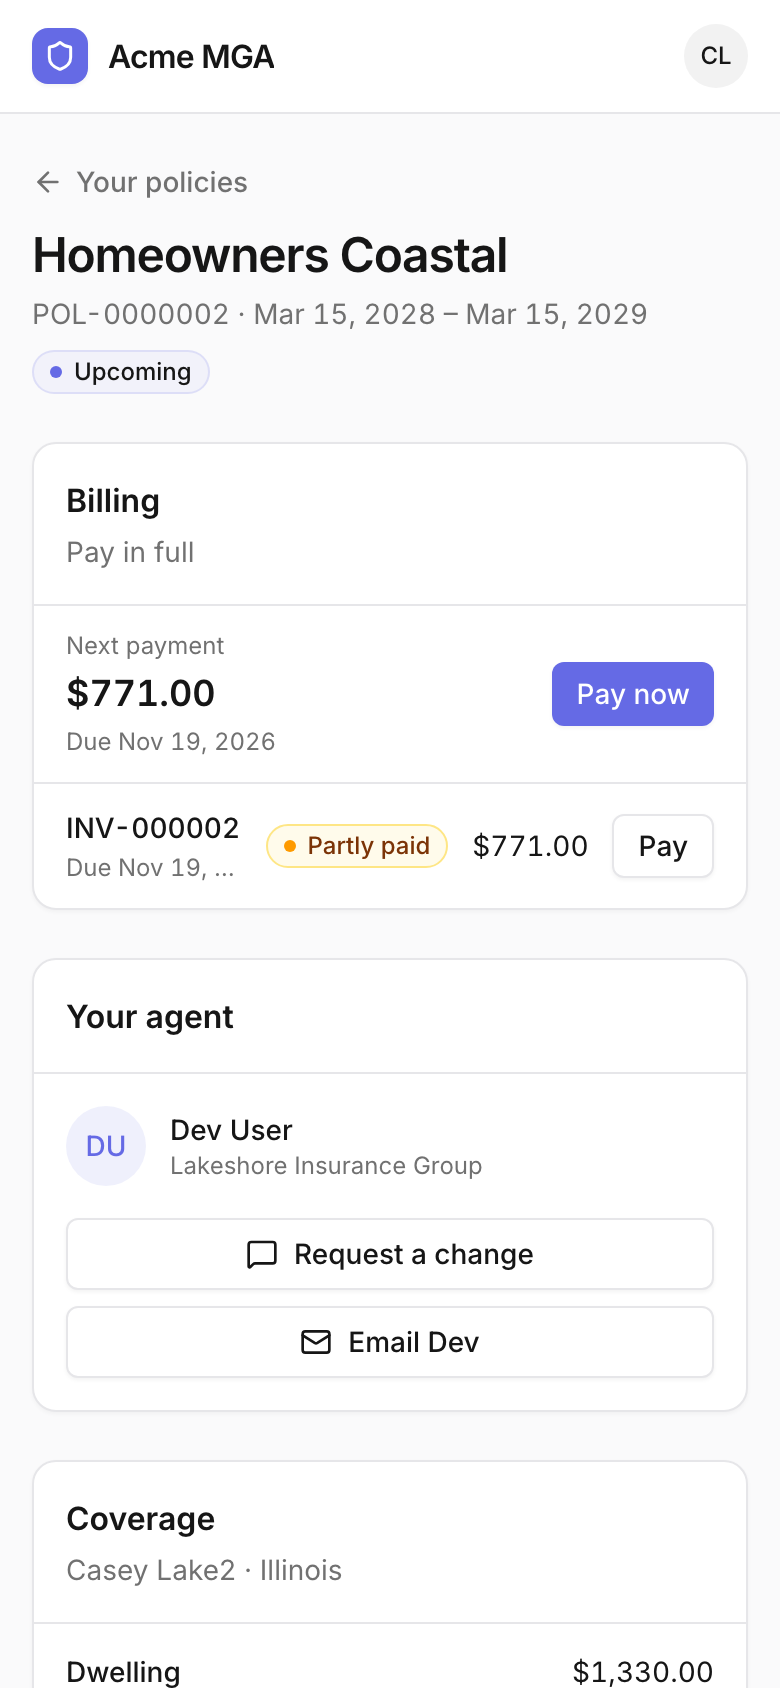 Acme MGA
CL
Your policies
Homeowners Coastal
POL-0000002 · Mar 15, 2028 – Mar 15, 2029
Upcoming
Billing
Pay in full
Next payment
$771.00
Due Nov 19, 2026
Pay now
INV-000002
Due Nov 19, ...
Partly paid
$771.00
Pay
Your agent
DU
Dev User
Lakeshore Insurance Group
Request a change
Email Dev
Coverage
Casey Lake2 · Illinois
Dwelling $1,330.00